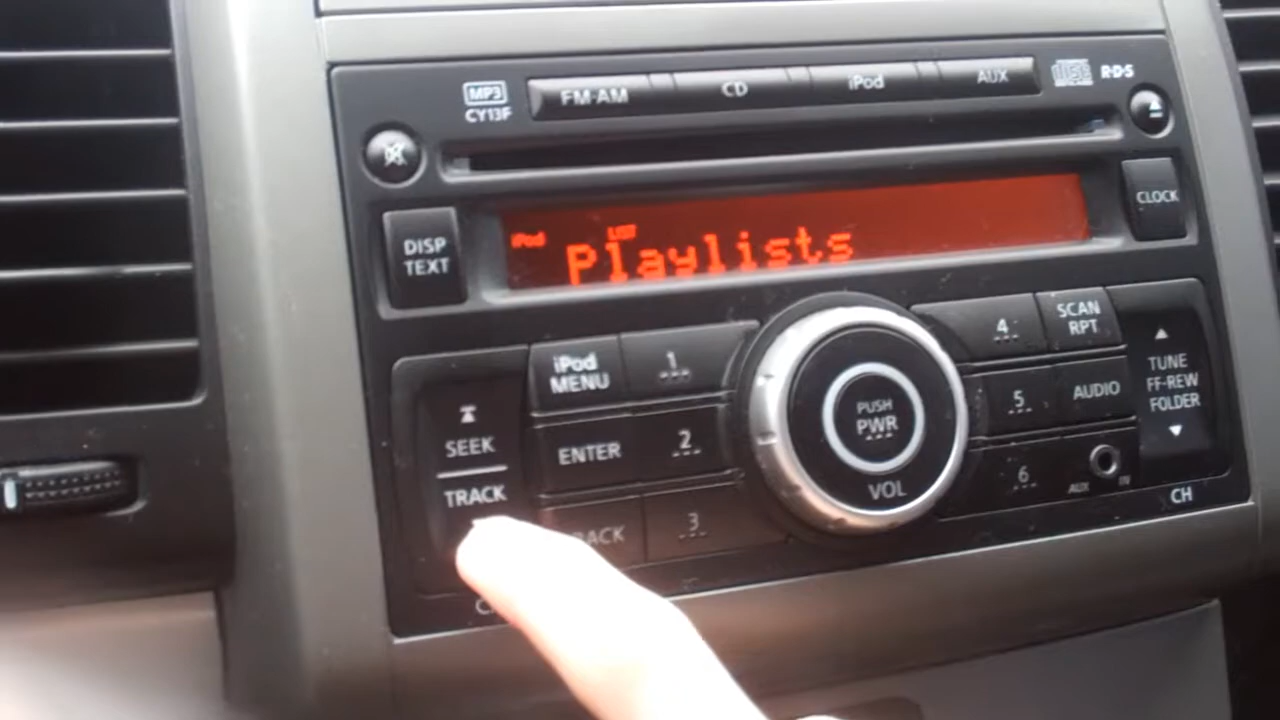 MP3
CY13F
FM·AM
CD
iPod
AUX
RDS
DISP
TEXT
iPod
LIST
Playlists
CLOCK
SEEK
TRACK
iPod
MENU
ENTER
1
2
3
PUSH
PWR
VOL
4
5
6
SCAN
RPT
AUDIO
AUX
IN
TUNE
FF·REW
FOLDER
CH